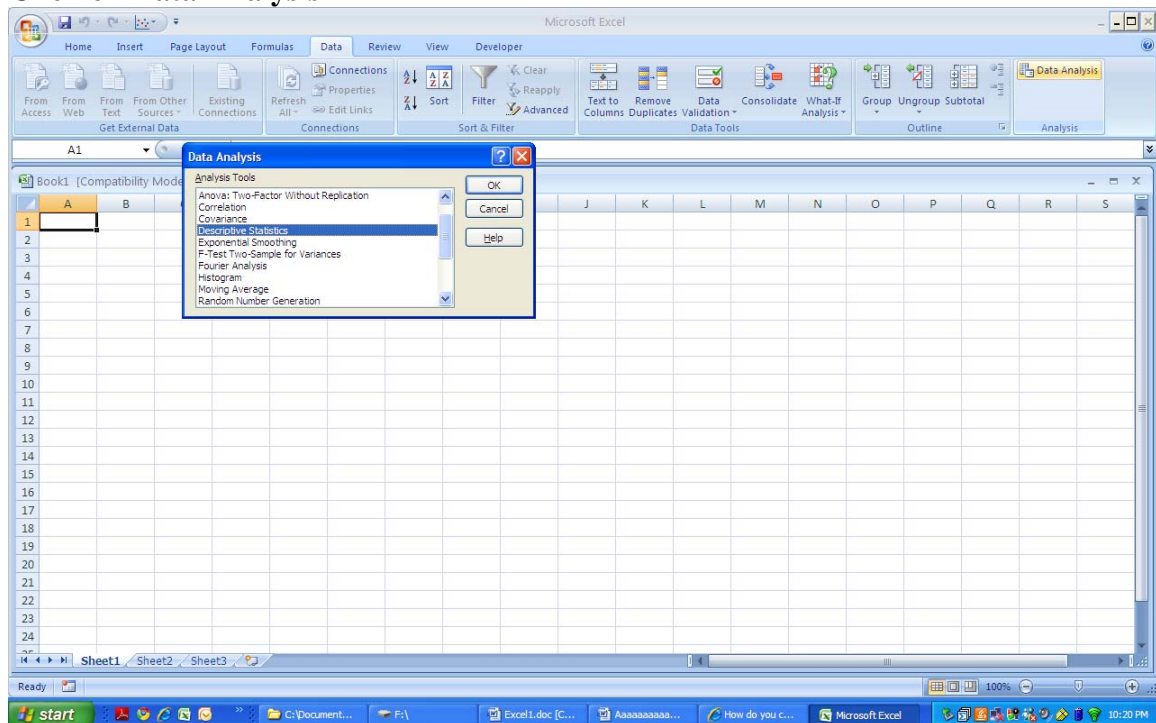 Microsoft Excel
Home Insert Page Layout Formulas Data Review View Developer
From Access
From Web
From Text
From Other Sources
Existing Connections
Get External Data
Refresh All
Connections
Properties
Edit Links
Connections
Sort
Filter
Clear
Reapply
Advanced
Sort & Filter
Text to Columns
Remove Duplicates
Data Validation
Consolidate
What-If Analysis
Data Tools
Group
Ungroup
Subtotal
Outline
Data Analysis
Analysis
A1
Book1 [Compatibility Mode
Data Analysis
Analysis Tools
Anova: Two-Factor Without Replication
Correlation
Covariance
Descriptive Statistics
Exponential Smoothing
F-Test Two-Sample for Variances
Fourier Analysis
Histogram
Moving Average
Random Number Generation
OK
Cancel
Help
A B J K L M N O P Q R S
1
2
3
4
5
6
7
8
9
10
11
12
13
14
15
16
17
18
19
20
21
22
23
24
Sheet1 Sheet2 Sheet3
Ready 100%
start C:\Document... F:\ Excel1.doc [C... Aaaaaaaaaa... How do you c... Microsoft Excel 10:20 PM